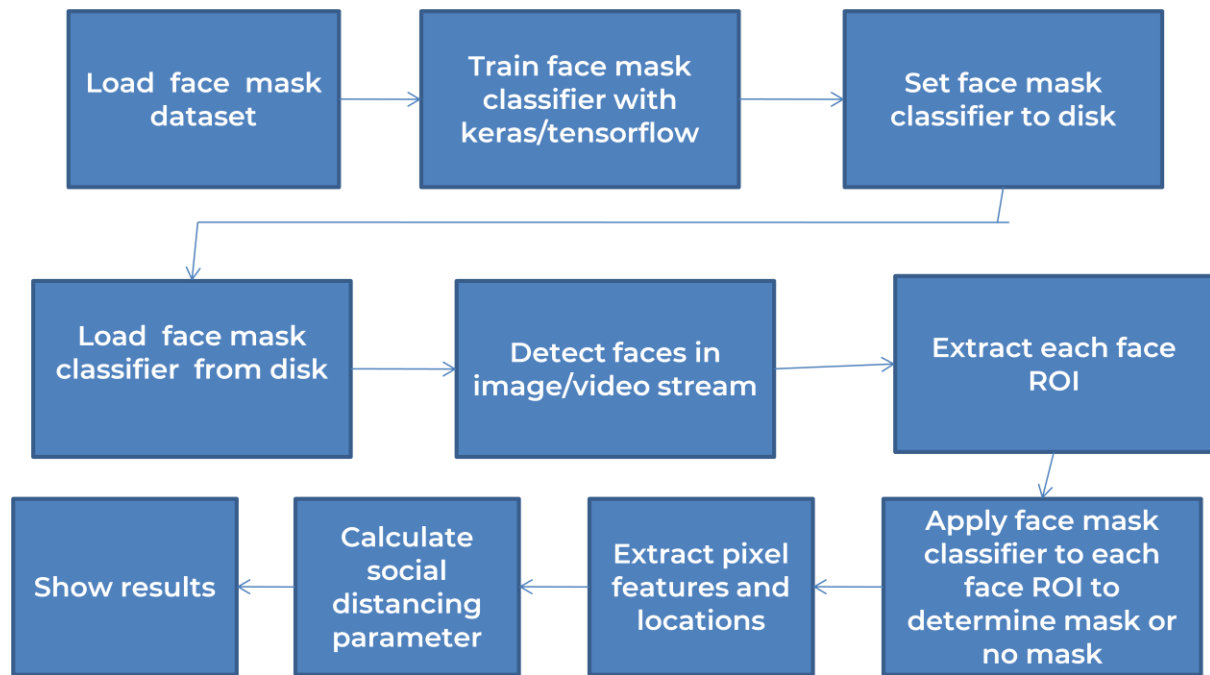 Load face mask
dataset
Train face mask
classifier with
keras/tensorflow
Set face mask
classifier to disk
Load face mask
classifier from disk
Detect faces in
image/video stream
Extract each face
ROI
Show results
Calculate
social
distancing
parameter
Extract pixel
features and
locations
Apply face mask
classifier to each
face ROI to
determine mask or
no mask